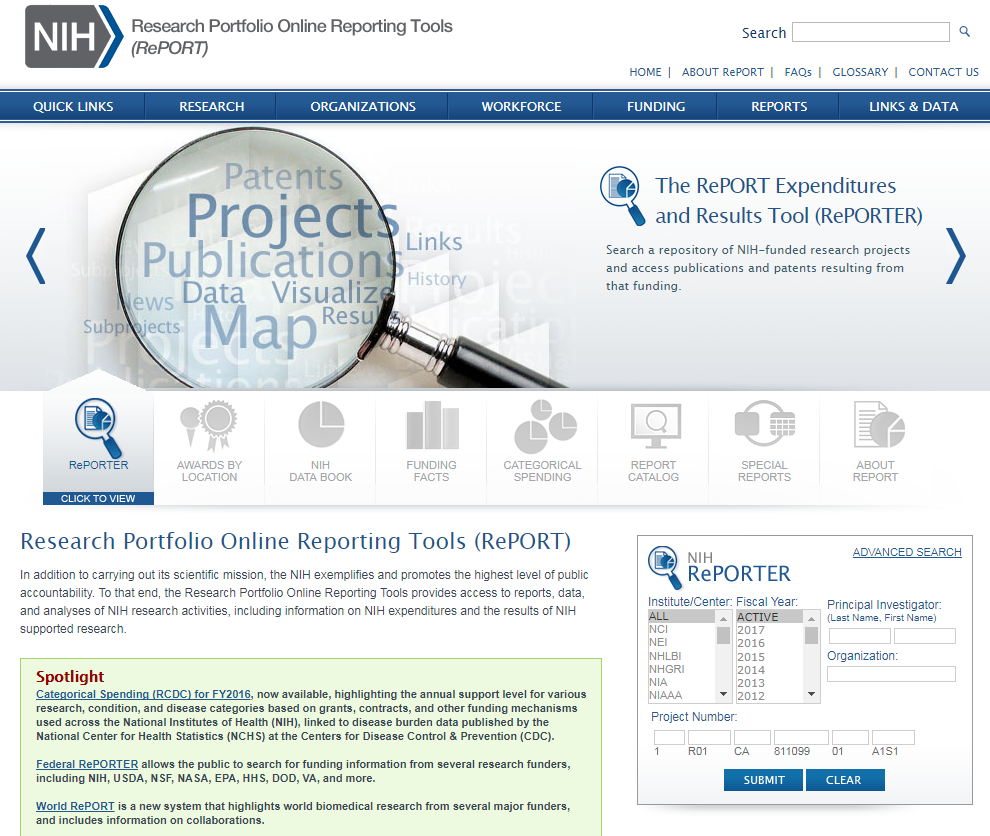 NIH
Research Portfolio Online Reporting Tools
(RePORT)
Search
HOME | ABOUT RePORT | FAQs | GLOSSARY | CONTACT US
QUICK LINKS RESEARCH ORGANIZATIONS WORKFORCE FUNDING REPORTS LINKS & DATA
Patents
Projects
Publications
Links
History
News
Data
Visualize
Results
Subprojects
Map
The RePORT Expenditures
and Results Tool (RePORTER)
Search a repository of NIH-funded research projects
and access publications and patents resulting from
that funding.
RePORTER
CLICK TO VIEW
AWARDS BY
LOCATION
NIH
DATA BOOK
FUNDING
FACTS
CATEGORICAL
SPENDING
REPORT
CATALOG
SPECIAL
REPORTS
ABOUT
REPORT
Research Portfolio Online Reporting Tools (RePORT)
In addition to carrying out its scientific mission, the NIH exemplifies and promotes the highest level of public
accountability. To that end, the Research Portfolio Online Reporting Tools provides access to reports, data,
and analyses of NIH research activities, including information on NIH expenditures and the results of NIH
supported research.
Spotlight
Categorical Spending (RCDC) for FY2016, now available, highlighting the annual support level for various
research, condition, and disease categories based on grants, contracts, and other funding mechanisms
used across the National Institutes of Health (NIH), linked to disease burden data published by the
National Center for Health Statistics (NCHS) at the Centers for Disease Control & Prevention (CDC).
Federal RePORTER allows the public to search for funding information from several research funders,
including NIH, USDA, NSF, NASA, EPA, HHS, DOD, VA, and more.
World RePORT is a new system that highlights world biomedical research from several major funders,
and includes information on collaborations.
NIH
RePORTER
ADVANCED SEARCH
Institute/Center:
ALL
NCI
NEI
NHLBI
NHGRI
NIA
NIAAA
Fiscal Year:
ACTIVE
2017
2016
2015
2014
2013
2012
Principal Investigator:
(Last Name, First Name)
Organization:
Project Number:
1 R01 CA 811099 01 A1S1
SUBMIT CLEAR